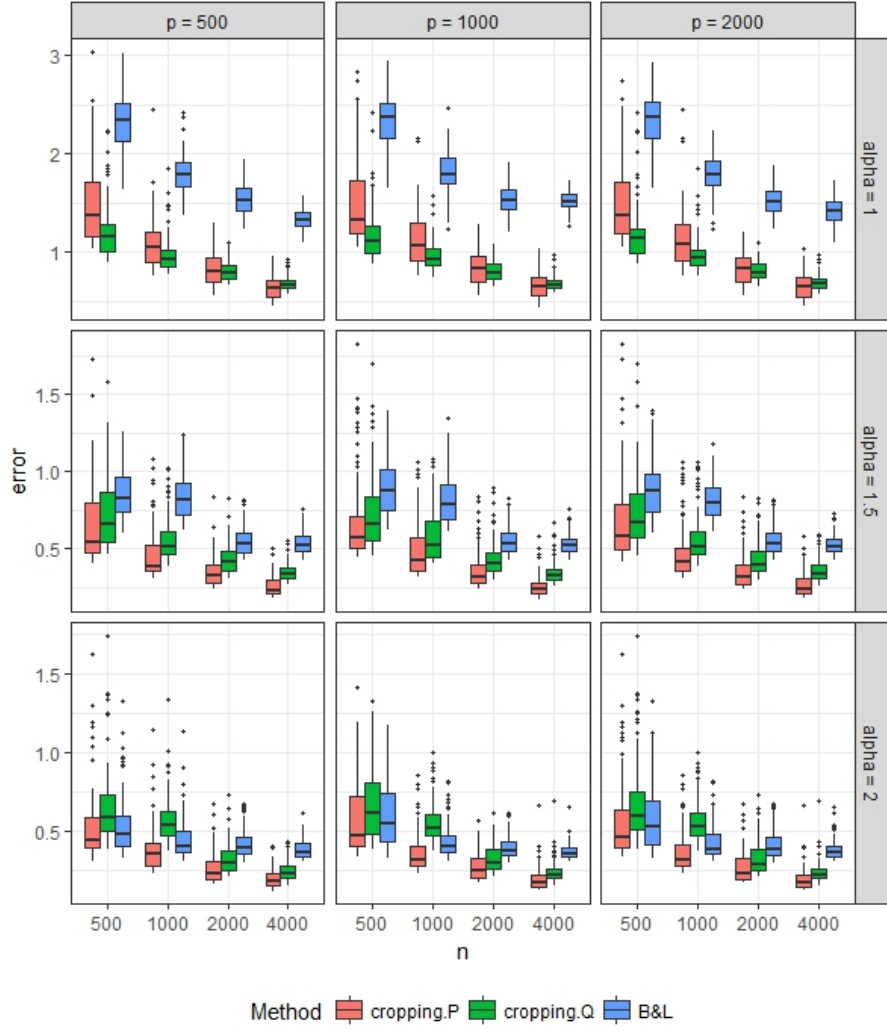 p = 500 p = 1000 p = 2000
3
2
1
alpha = 1
1.5
1.0
0.5
alpha = 1.5
error
1.5
1.0
0.5
alpha = 2
500 1000 2000 4000 500 1000 2000 4000 500 1000 2000 4000
n
Method cropping.P cropping.Q B&L